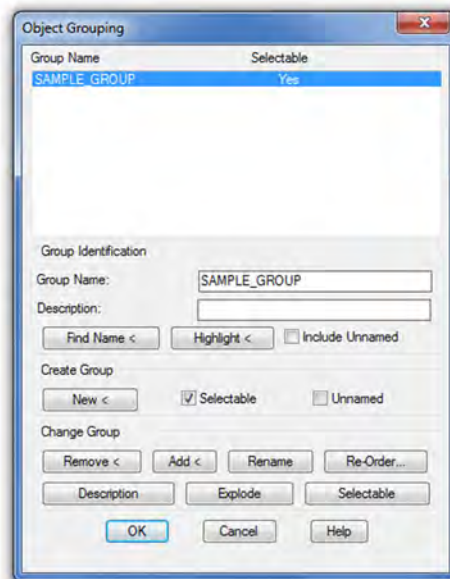 Object Grouping
Group Name Selectable
SAMPLE_GROUP Yes
Group Identification
Group Name: SAMPLE_GROUP
Description:
Find Name < Highlight < Include Unnamed
Create Group
New < Selectable Unnamed
Change Group
Remove < Add < Rename Re-Order...
Description Explode Selectable
OK Cancel Help